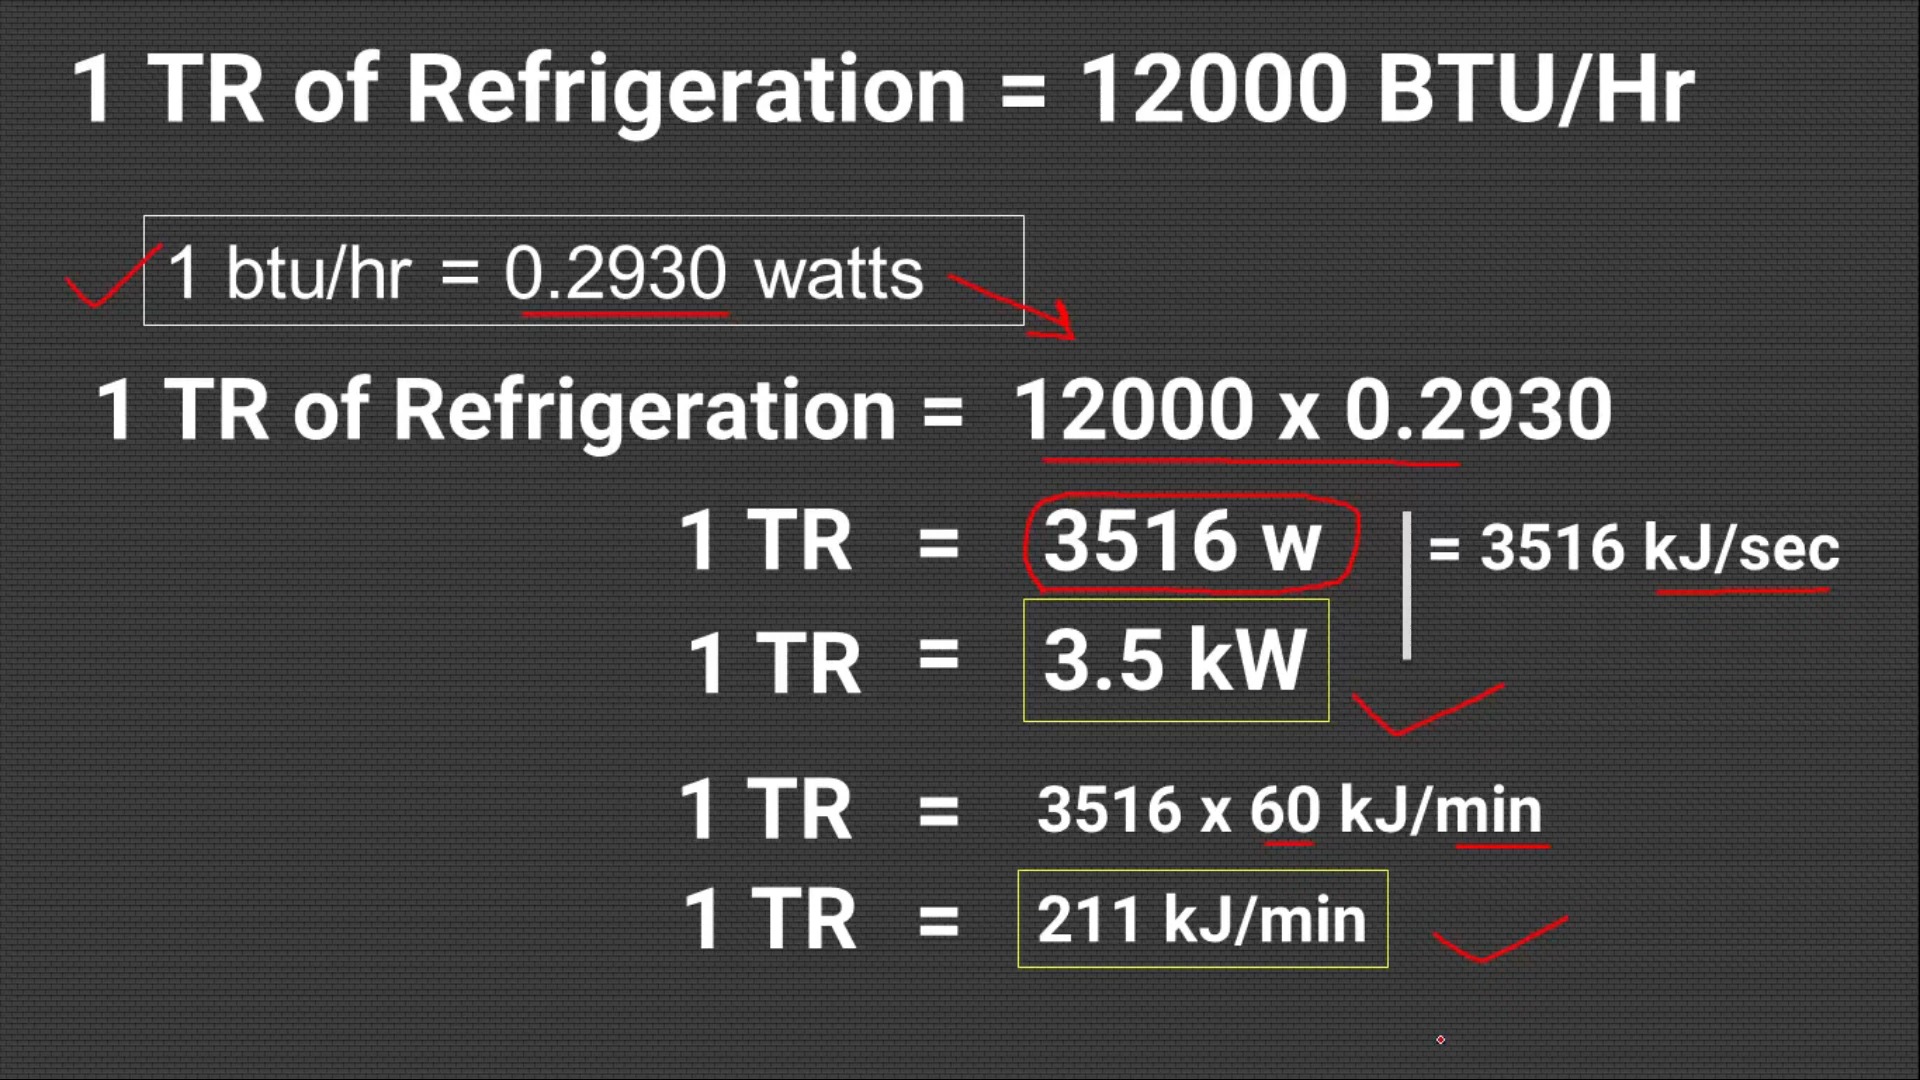 1 TR of Refrigeration = 12000 BTU/Hr
1 btu/hr = 0.2930 watts
1 TR of Refrigeration = 12000 x 0.2930
1 TR = 3516 w = 3516 kJ/sec
1 TR = 3.5 kW
1 TR = 3516 x 60 kJ/min
1 TR = 211 kJ/min